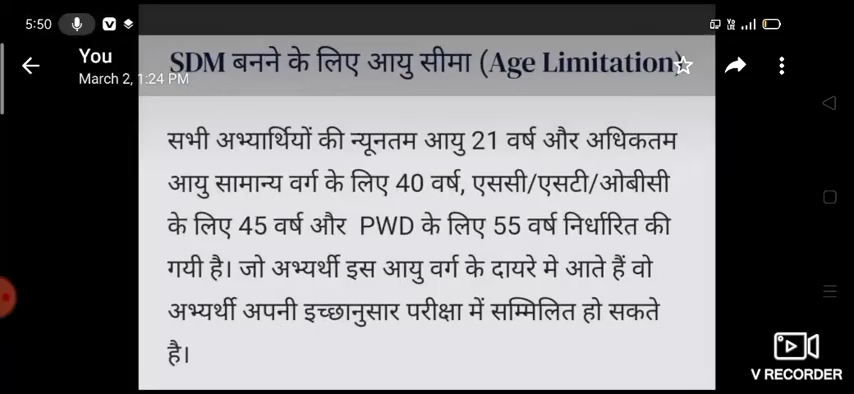 5:50
You
March 2, 1:24 PM
SDM बनने के लिए आयु सीमा (Age Limitation)
सभी अभ्यार्थियों की न्यूनतम आयु 21 वर्ष और अधिकतम
आयु सामान्य वर्ग के लिए 40 वर्ष, एससी/एसटी/ओबीसी
के लिए 45 वर्ष और PWD के लिए 55 वर्ष निर्धारित की
गयी है। जो अभ्यर्थी इस आयु वर्ग के दायरे मे आते हैं वो
अभ्यर्थी अपनी इच्छानुसार परीक्षा में सम्मिलित हो सकते
है।
V RECORDER